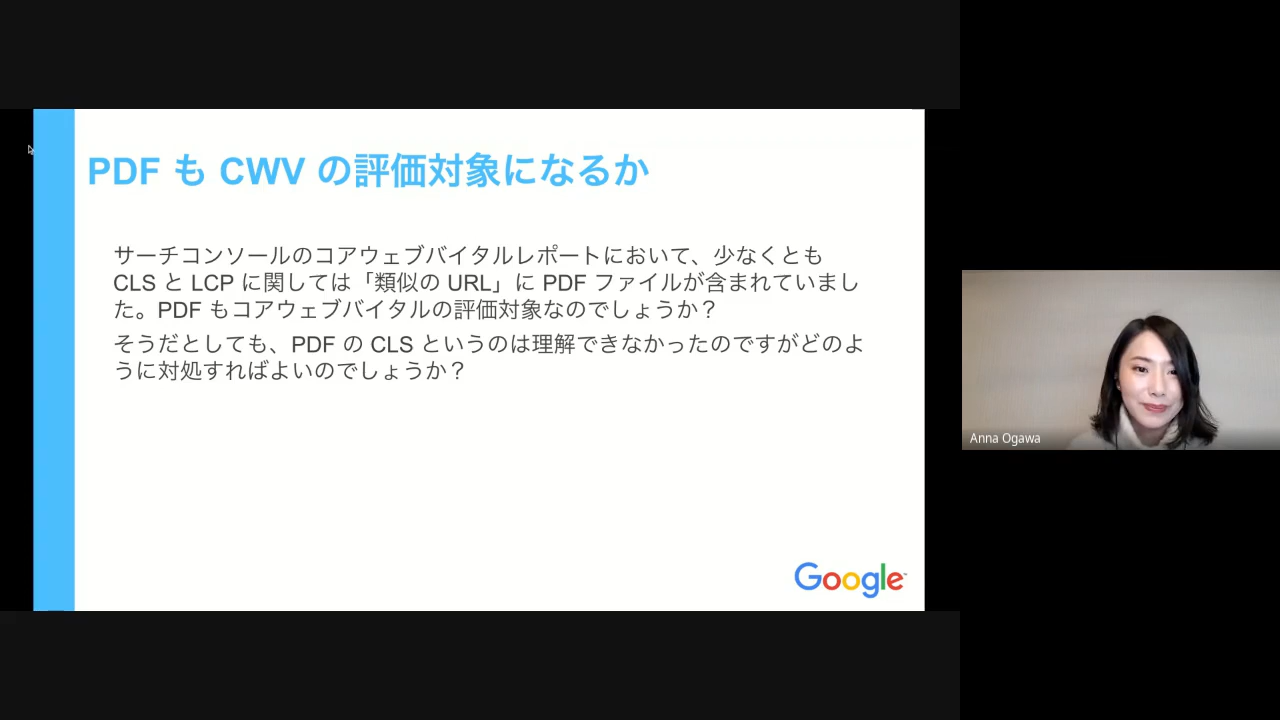 PDF も CWV の評価対象になるか
サーチコンソールのコアウェブバイタルレポートにおいて、少なくとも
CLS と LCP に関しては「類似の URL」に PDF ファイルが含まれていまし
た。PDF もコアウェブバイタルの評価対象なのでしょうか？
そうだとしても、PDF の CLS というのは理解できなかったのですがどのよ
うに対処すればよいのでしょうか？
Google
Anna Ogawa